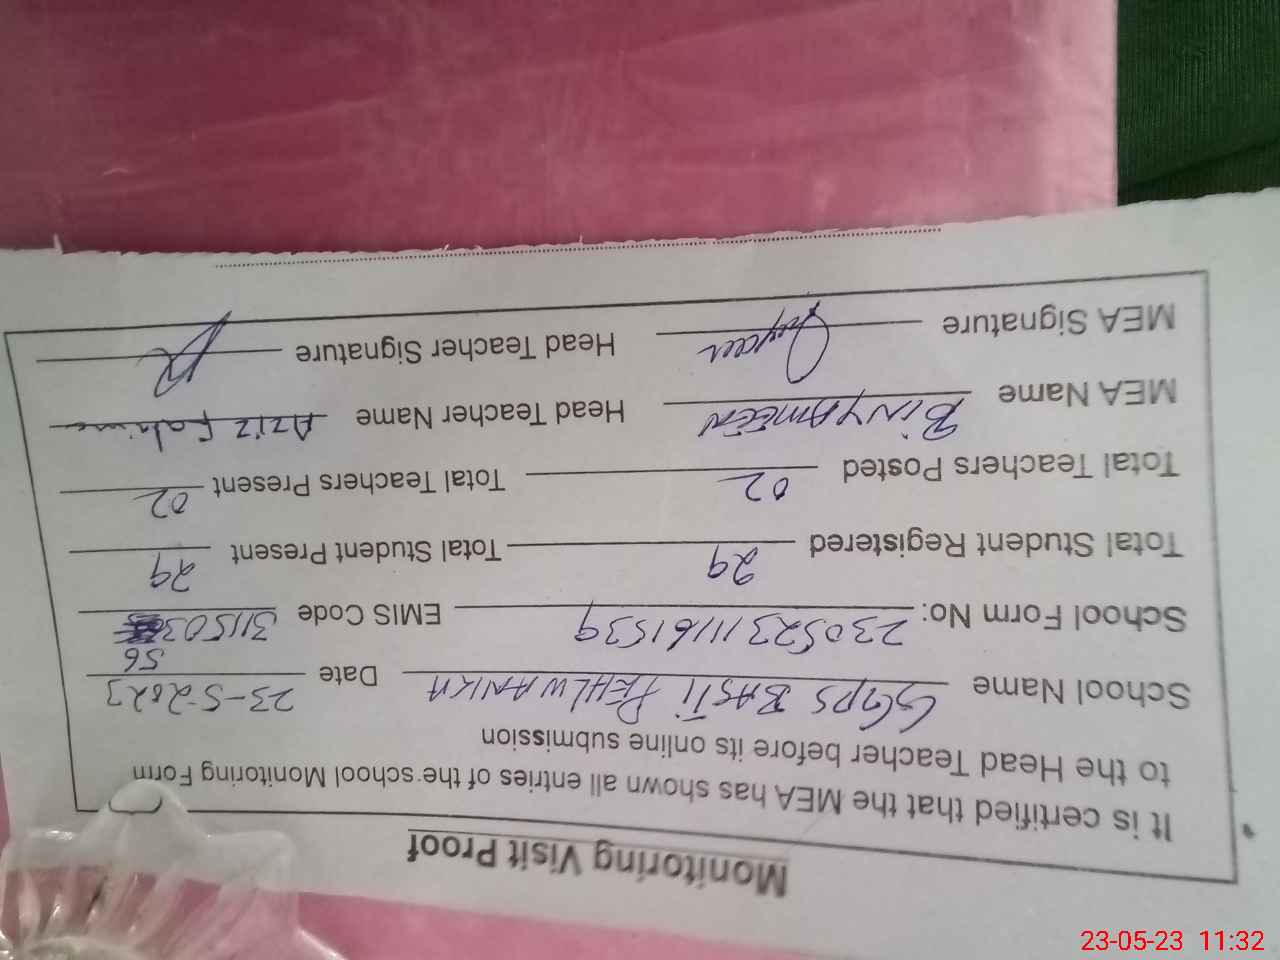 Monitoring Visit Proof
It is certified that the MEA has shown all entries of the school Monitoring Form
to the Head Teacher before its online submission
School Name GGPS BASTI PEHLWANKA Date 23-5-2023
School Form No: 23052311161539 EMIS Code 311503 56
Total Student Registered 29 Total Student Present 29
Total Teachers Posted 02 Total Teachers Present 02
MEA Name BINYAMEEN Head Teacher Name Aziz Fatima
MEA Signature Head Teacher Signature
23-05-23 11:32